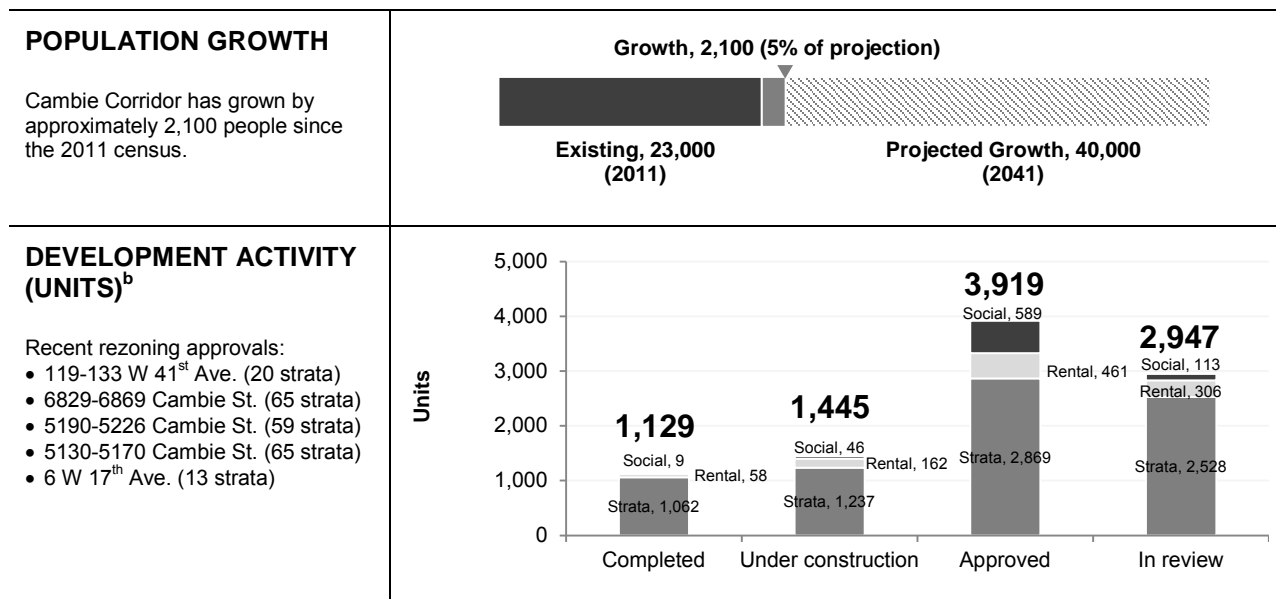 POPULATION GROWTH
Cambie Corridor has grown by
approximately 2,100 people since
the 2011 census.
Growth, 2,100 (5% of projection)
Existing, 23,000
(2011)
Projected Growth, 40,000
(2041)
DEVELOPMENT ACTIVITY
(UNITS)b
Recent rezoning approvals:
• 119-133 W 41st Ave. (20 strata)
• 6829-6869 Cambie St. (65 strata)
• 5190-5226 Cambie St. (59 strata)
• 5130-5170 Cambie St. (65 strata)
• 6 W 17th Ave. (13 strata)
Units
5,000
4,000
3,000
2,000
1,000
0
1,129
Social, 9
Rental, 58
Strata, 1,062
Completed
1,445
Social, 46
Rental, 162
Strata, 1,237
Under construction
3,919
Social, 589
Rental, 461
Strata, 2,869
Approved
2,947
Social, 113
Rental, 306
Strata, 2,528
In review